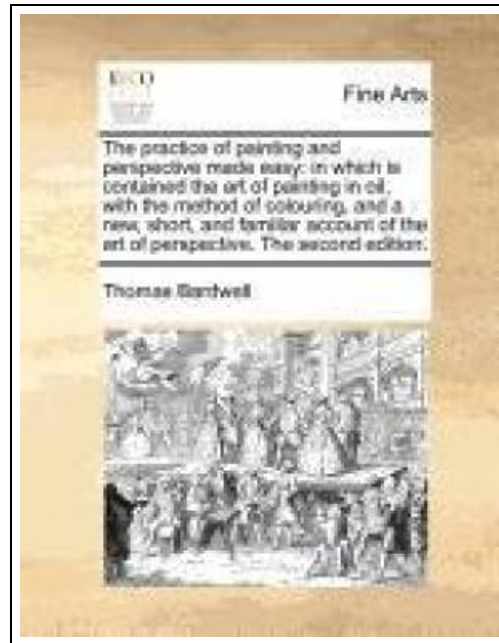 ECCO
Fine Arts
The practice of painting and
perspective made easy: in which is
contained the art of painting in oil,
with the method of colouring, and a
new, short, and familiar account of the
art of perspective. The second edition.
Thomas Bardwell